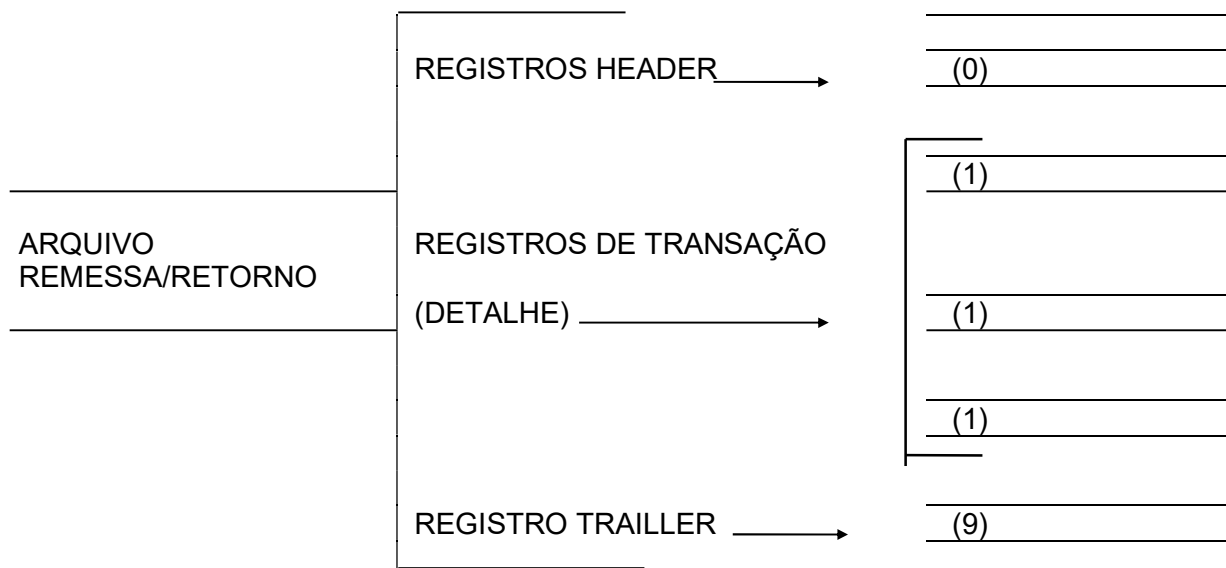 REGISTROS HEADER (0)
(1)
ARQUIVO REGISTROS DE TRANSAÇÃO
REMESSA/RETORNO
(DETALHE) (1)
(1)
REGISTRO TRAILLER (9)